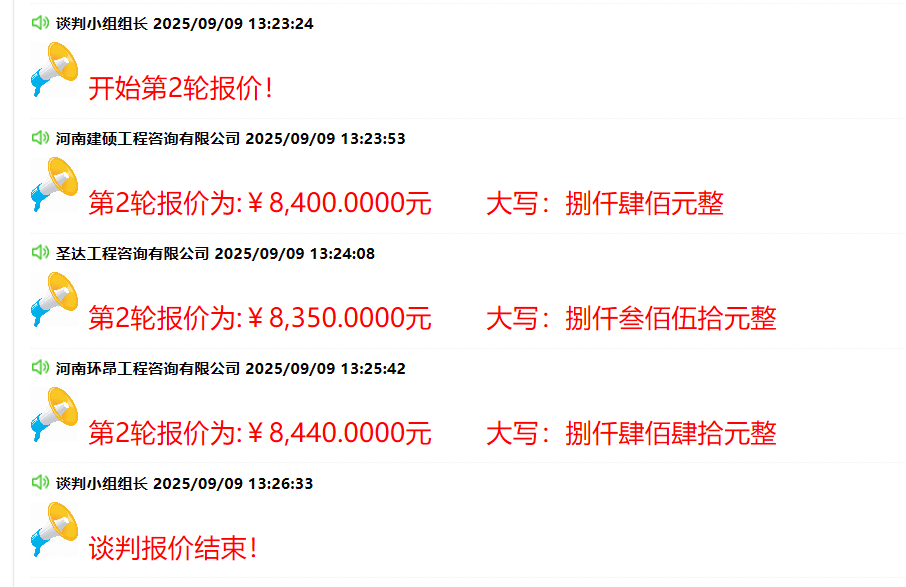 谈判小组组长 2025/09/09 13:23:24
开始第2轮报价！
河南建硕工程咨询有限公司 2025/09/09 13:23:53
第2轮报价为:￥8,400.0000元 大写：捌仟肆佰元整
圣达工程咨询有限公司 2025/09/09 13:24:08
第2轮报价为:￥8,350.0000元 大写：捌仟叁佰伍拾元整
河南环昂工程咨询有限公司 2025/09/09 13:25:42
第2轮报价为:￥8,440.0000元 大写：捌仟肆佰肆拾元整
谈判小组组长 2025/09/09 13:26:33
谈判报价结束！